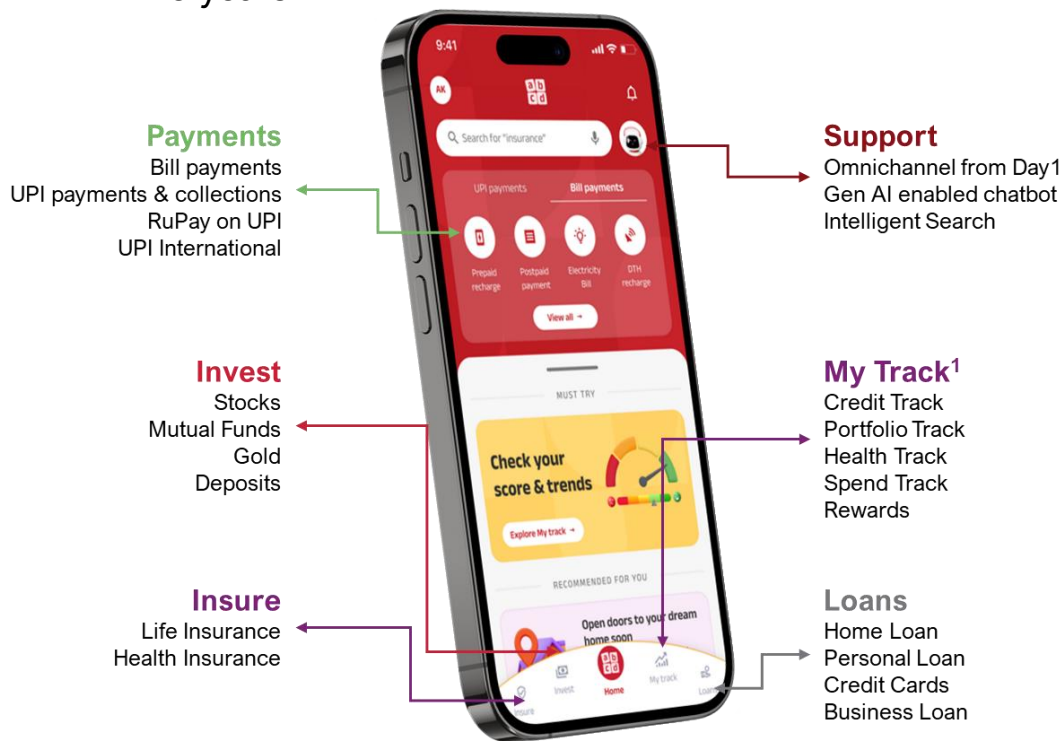 9:41
AK
a b
c d
Search for "insurance"
UPI payments
Bill payments
Prepaid
recharge
Postpaid
payment
Electricity
Bill
DTH
recharge
View all →
MUST TRY
Check your
score & trends
Explore My track →
RECOMMENDED FOR YOU
Open doors to your dream
home soon
Insure
Invest
a b
c d
Home
My track
Loans
Payments
Bill payments
UPI payments & collections
RuPay on UPI
UPI International
Invest
Stocks
Mutual Funds
Gold
Deposits
Insure
Life Insurance
Health Insurance
Support
Omnichannel from Day1
Gen AI enabled chatbot
Intelligent Search
My Track¹
Credit Track
Portfolio Track
Health Track
Spend Track
Rewards
Loans
Home Loan
Personal Loan
Credit Cards
Business Loan